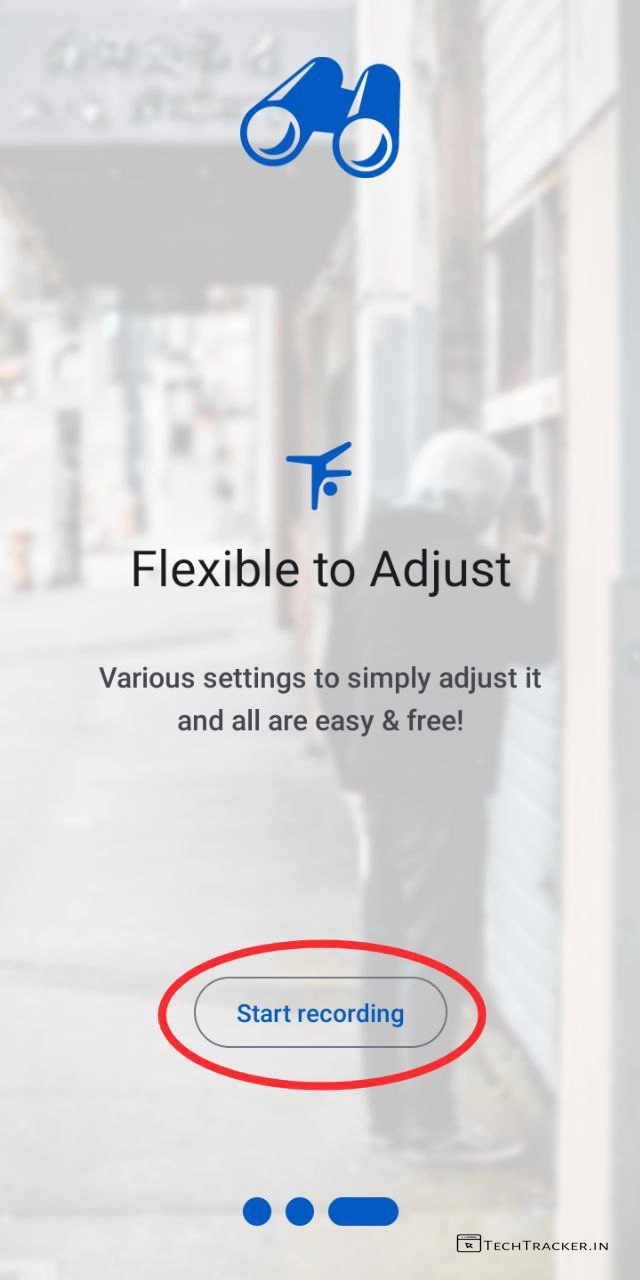 Flexible to Adjust
Various settings to simply adjust it
and all are easy & free!
Start recording
TECHTRACKER.IN